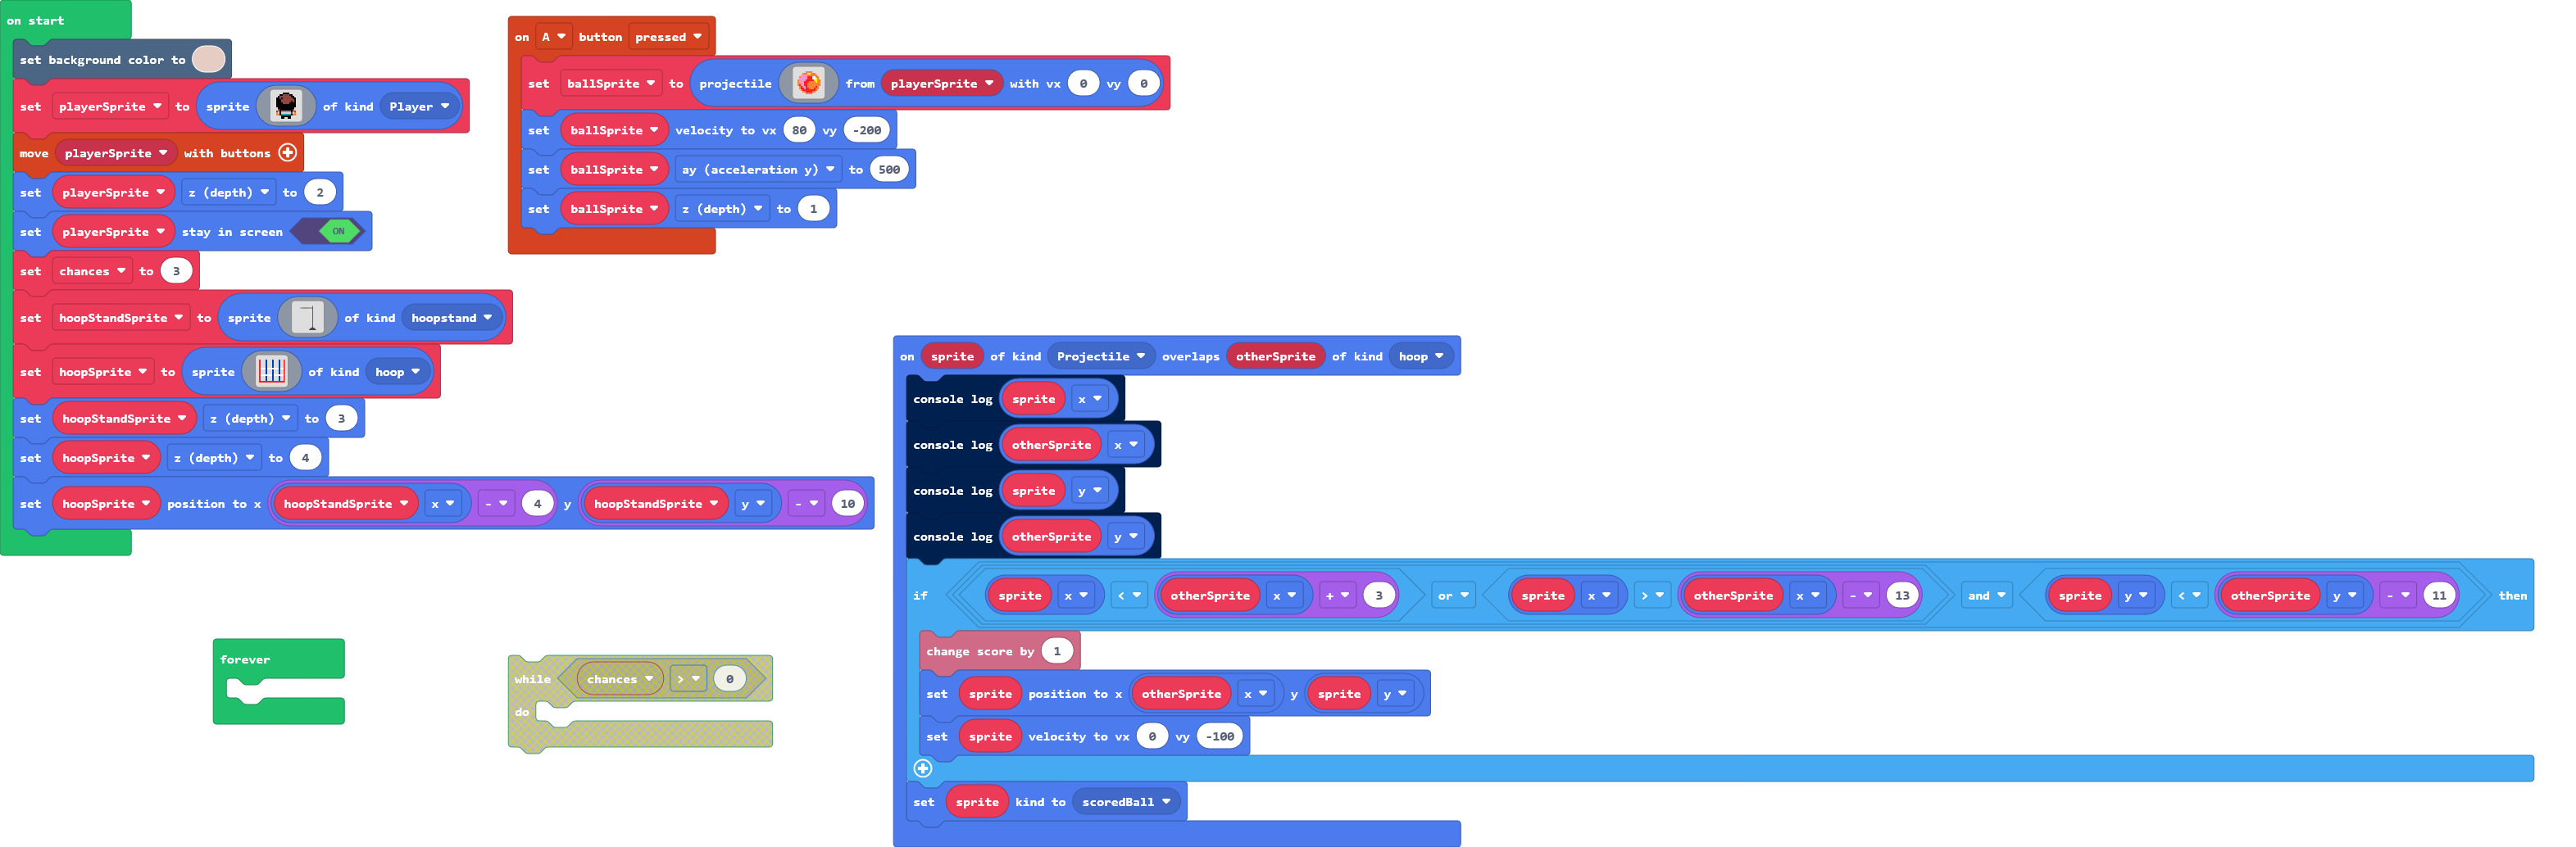 on start
set background color to
set playerSprite to sprite of kind Player
move playerSprite with buttons
set playerSprite z (depth) to 2
set playerSprite stay in screen ON
set chances to 3
set hoopStandSprite to sprite of kind hoopstand
set hoopSprite to sprite of kind hoop
set hoopStandSprite z (depth) to 3
set hoopSprite z (depth) to 4
set hoopSprite position to x hoopStandSprite x - 4 y hoopStandSprite y - 10
on A button pressed
set ballSprite to projectile from playerSprite with vx 0 vy 0
set ballSprite velocity to vx 80 vy -200
set ballSprite ay (acceleration y) to 500
set ballSprite z (depth) to 1
forever
while chances > 0
do
on sprite of kind Projectile overlaps otherSprite of kind hoop
console log sprite x
console log otherSprite x
console log sprite y
console log otherSprite y
if sprite x < otherSprite x + 3 or sprite x > otherSprite x - 13 and sprite y < otherSprite y - 11 then
change score by 1
set sprite position to x otherSprite x y sprite y
set sprite velocity to vx 0 vy -100
set sprite kind to scoredBall